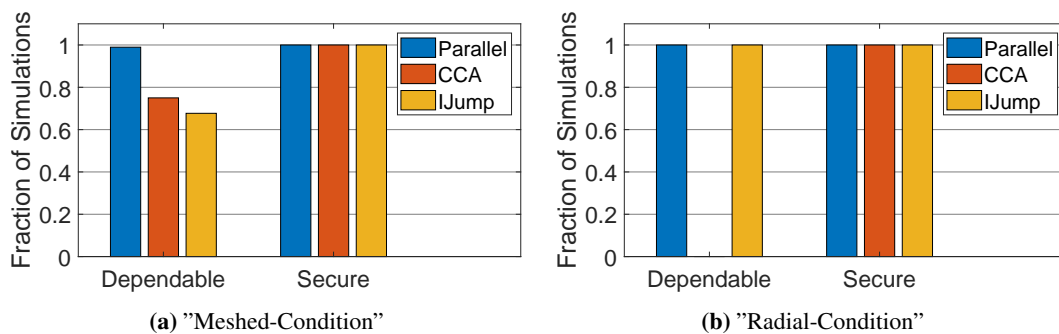 Fraction of Simulations
1
0.8
0.6
0.4
0.2
0
Parallel
CCA
IJump
Dependable
Secure
(a) ”Meshed-Condition”
Fraction of Simulations
1
0.8
0.6
0.4
0.2
0
Parallel
CCA
IJump
Dependable
Secure
(b) ”Radial-Condition”